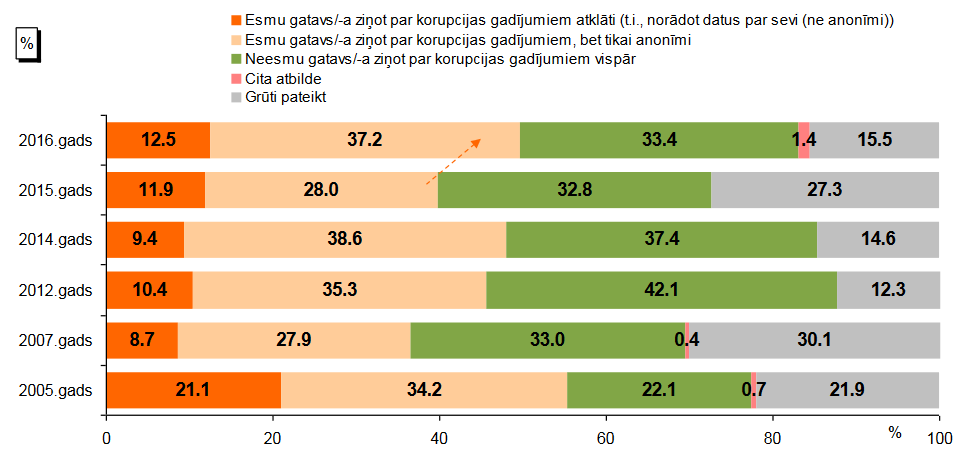 Esmu gatavs/-a ziņot par korupcijas gadījumiem atklāti (t.i., norādot datus par sevi (ne anonīmi))
%
Esmu gatavs/-a ziņot par korupcijas gadījumiem, bet tikai anonīmi
Neesmu gatavs/-a ziņot par korupcijas gadījumiem vispār
Cita atbilde
Grūti pateikt
2016.gads 12.5 37.2 33.4 1.4 15.5
2015.gads 11.9 28.0 32.8 27.3
2014.gads 9.4 38.6 37.4 14.6
2012.gads 10.4 35.3 42.1 12.3
2007.gads 8.7 27.9 33.0 0.4 30.1
2005.gads 21.1 34.2 22.1 0.7 21.9
0 20 40 60 80 % 100